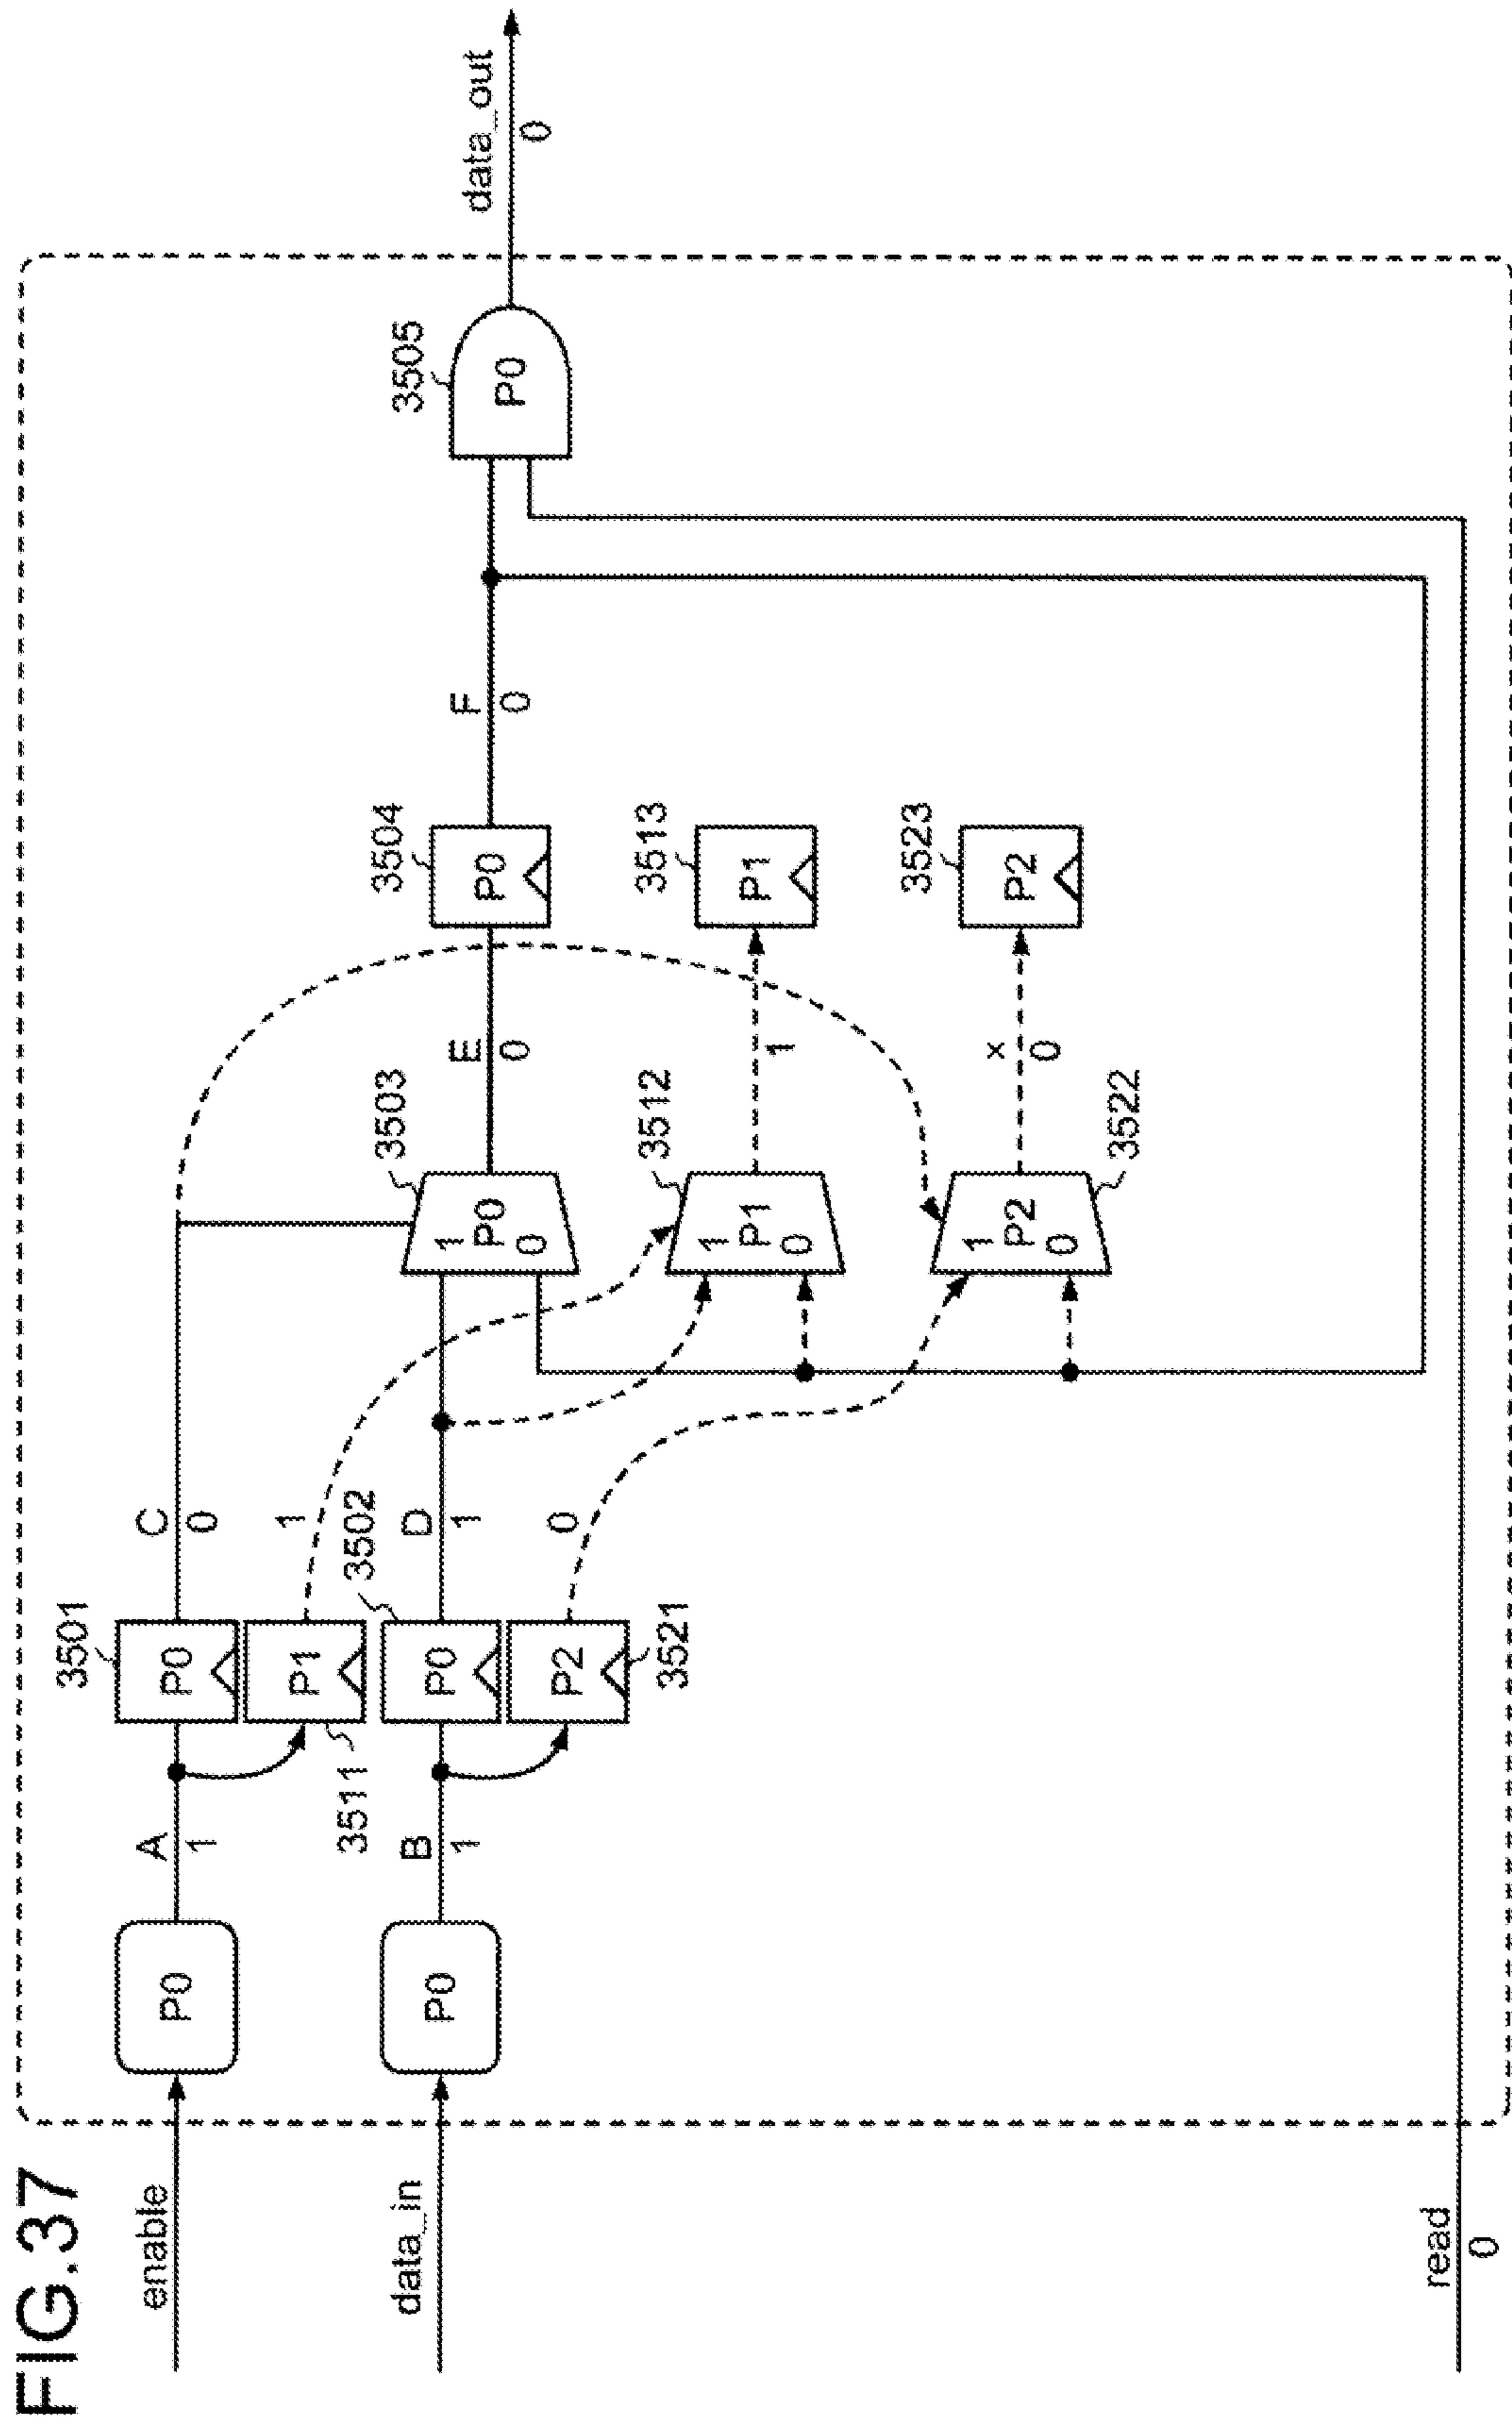 FIG.37
enable
P0
A
1
3501
P0
C
0
3511
P1
1
data_in
P0
B
1
3502
P0
D
1
P2
3521
0
3503
1
P0
0
E
0
3504
P0
F
0
3505
P0
data_out
0
3512
1
P1
0
1
3513
P1
1
P2
0
3522
x
0
3523
P2
read
0